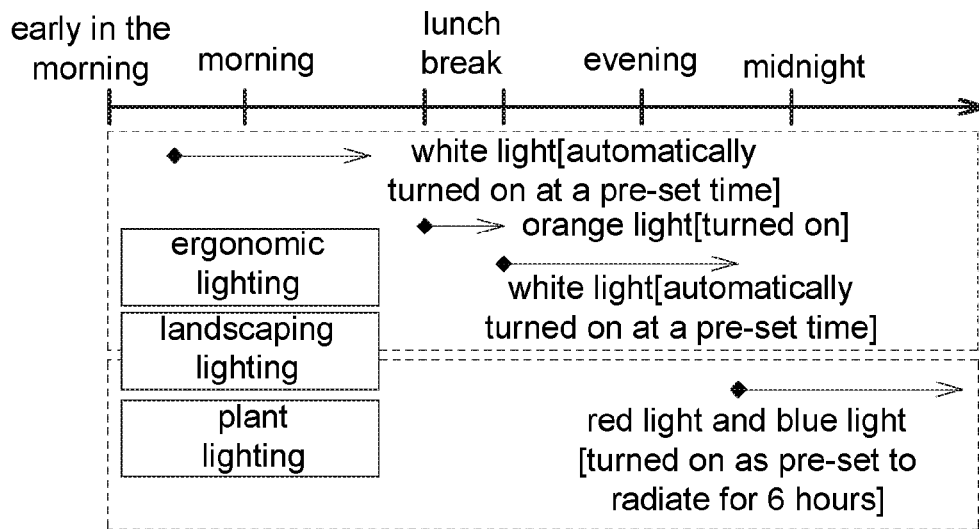 early in the
morning
morning
lunch
break
evening
midnight
white light[automatically
turned on at a pre-set time]
orange light[turned on]
ergonomic
lighting
white light[automatically
turned on at a pre-set time]
landscaping
lighting
plant
lighting
red light and blue light
[turned on as pre-set to
radiate for 6 hours]